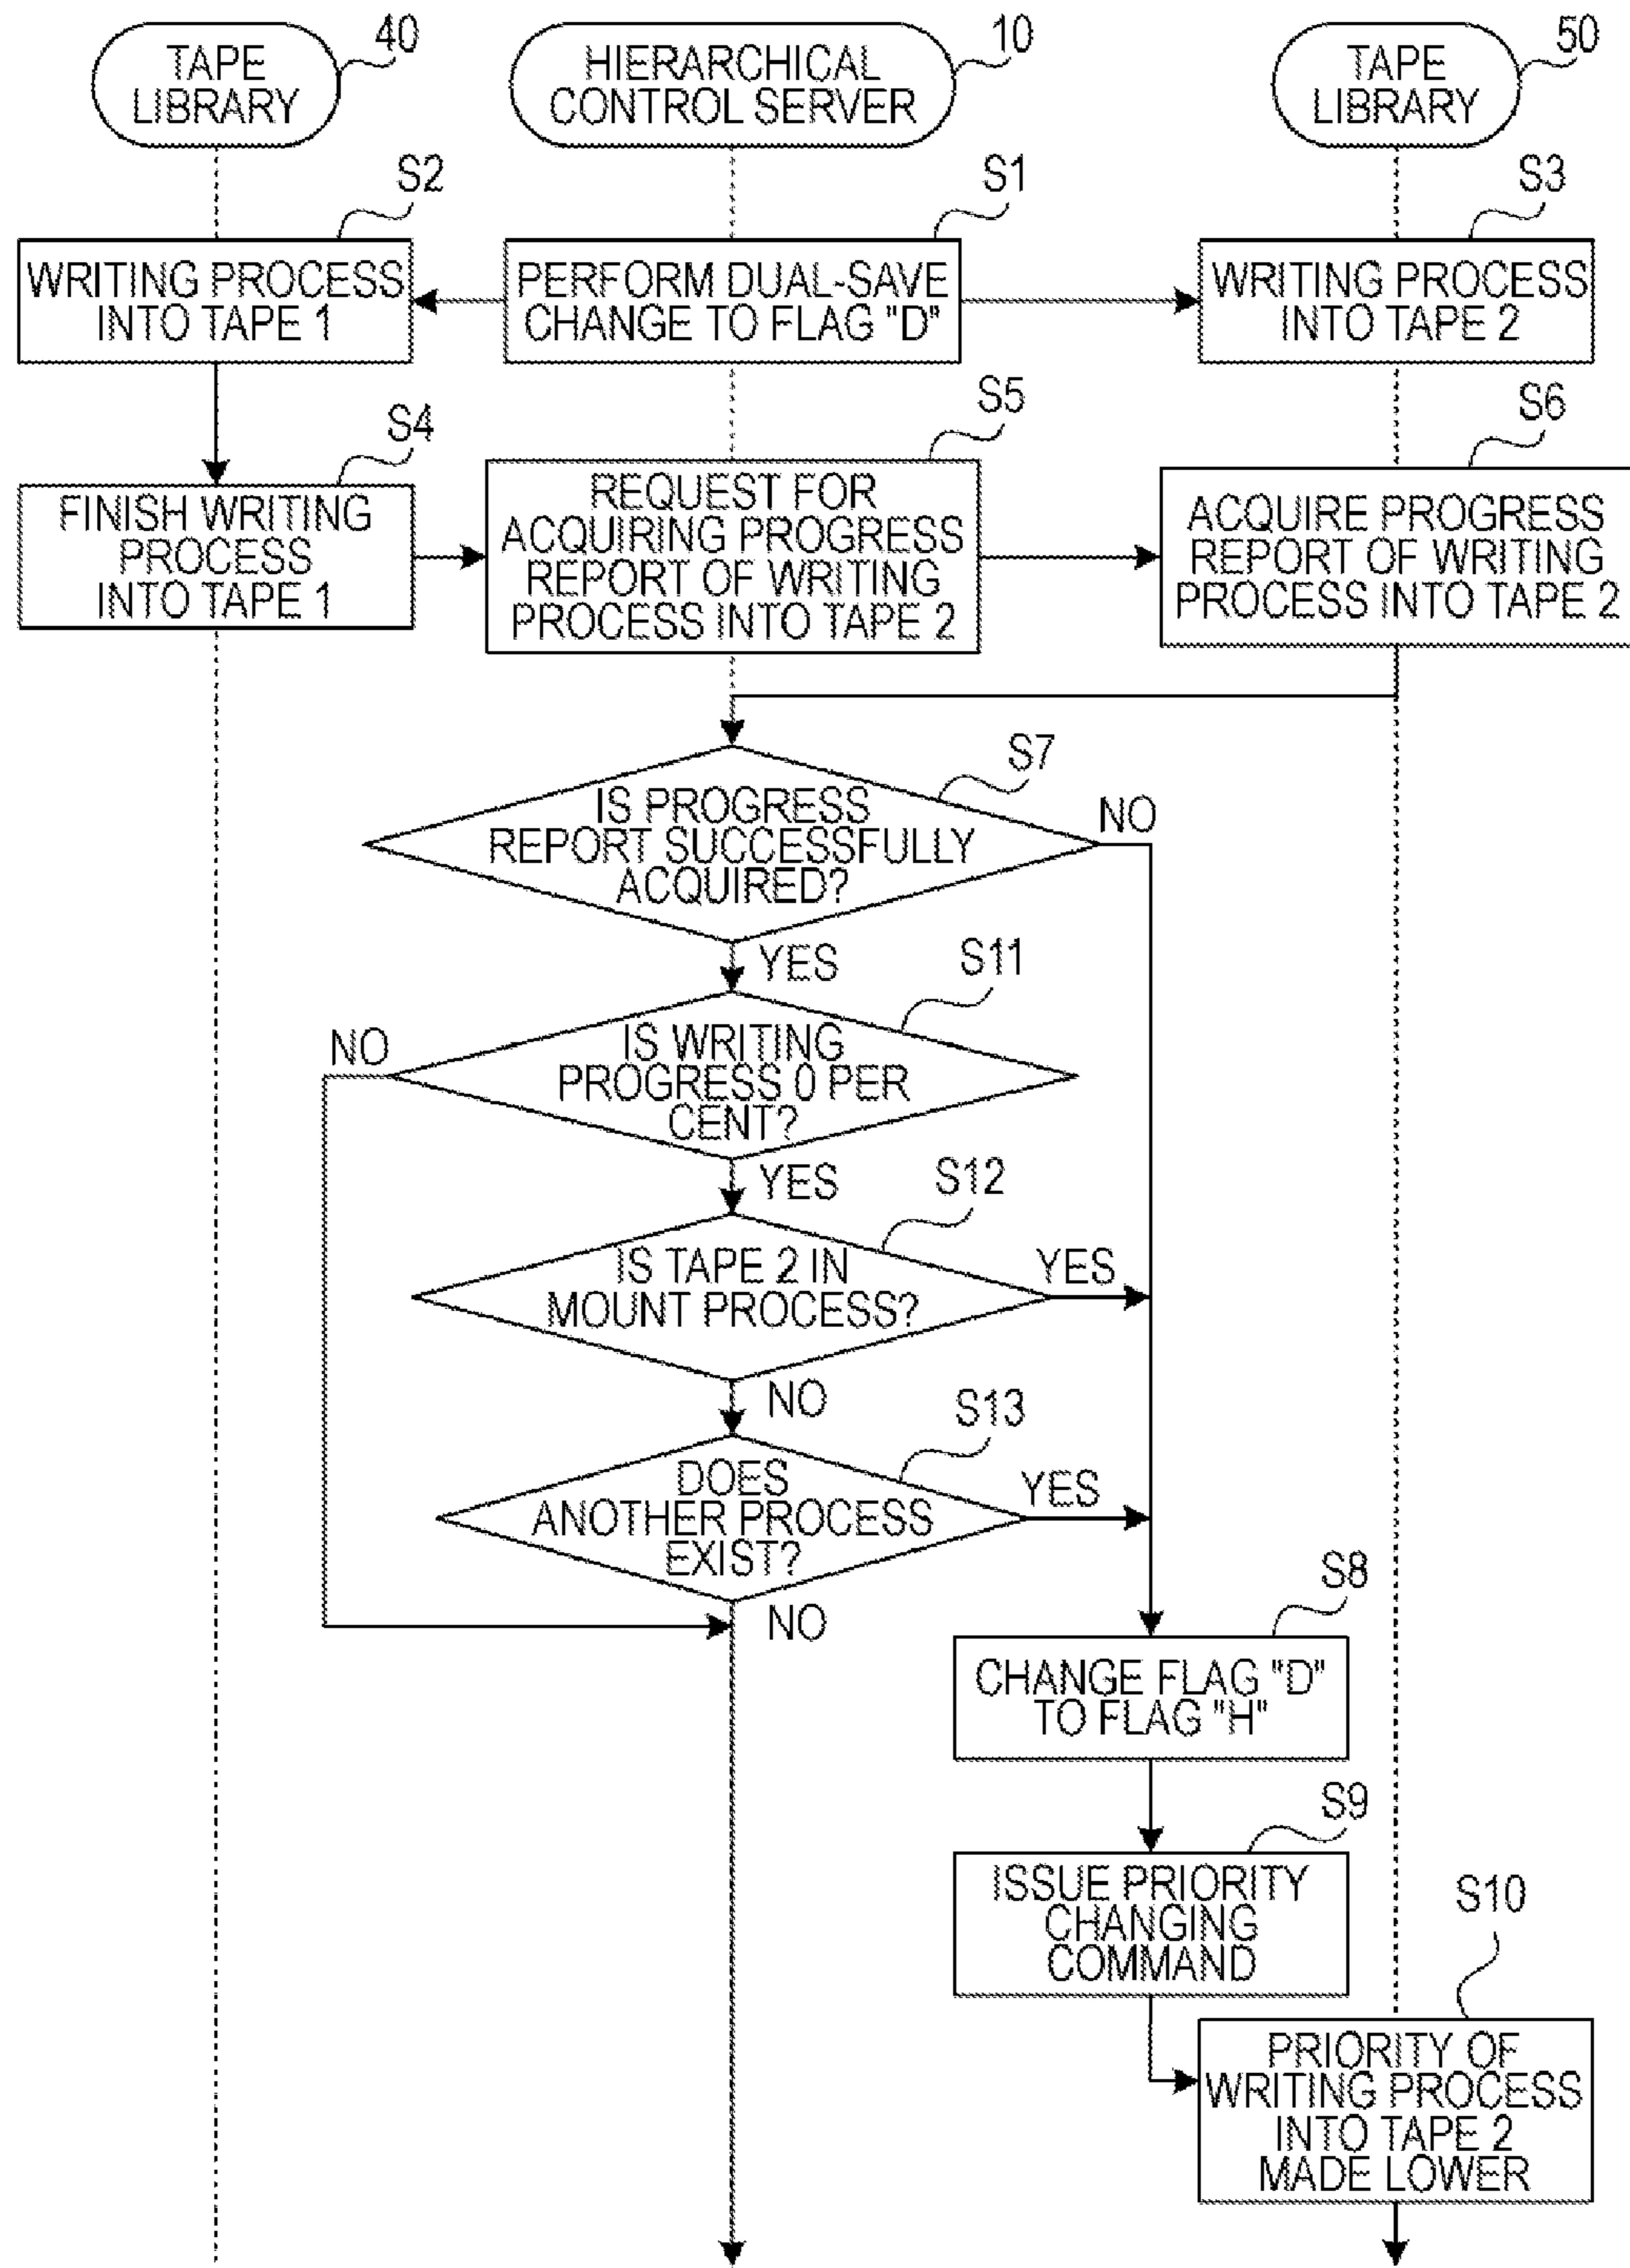 TAPE
LIBRARY
40
HIERARCHICAL
CONTROL SERVER
10
TAPE
LIBRARY
50
S2
WRITING PROCESS
INTO TAPE 1
S1
PERFORM DUAL-SAVE
CHANGE TO FLAG "D"
S3
WRITING PROCESS
INTO TAPE 2
S4
FINISH WRITING
PROCESS
INTO TAPE 1
S5
REQUEST FOR
ACQUIRING PROGRESS
REPORT OF WRITING
PROCESS INTO TAPE 2
S6
ACQUIRE PROGRESS
REPORT OF WRITING
PROCESS INTO TAPE 2
S7
IS PROGRESS
REPORT SUCCESSFULLY
ACQUIRED?
NO
YES
S11
IS WRITING
PROGRESS 0 PER
CENT?
NO
YES
S12
IS TAPE 2 IN
MOUNT PROCESS?
YES
NO
S13
DOES
ANOTHER PROCESS
EXIST?
YES
NO
S8
CHANGE FLAG "D"
TO FLAG "H"
S9
ISSUE PRIORITY
CHANGING
COMMAND
S10
PRIORITY OF
WRITING PROCESS
INTO TAPE 2
MADE LOWER